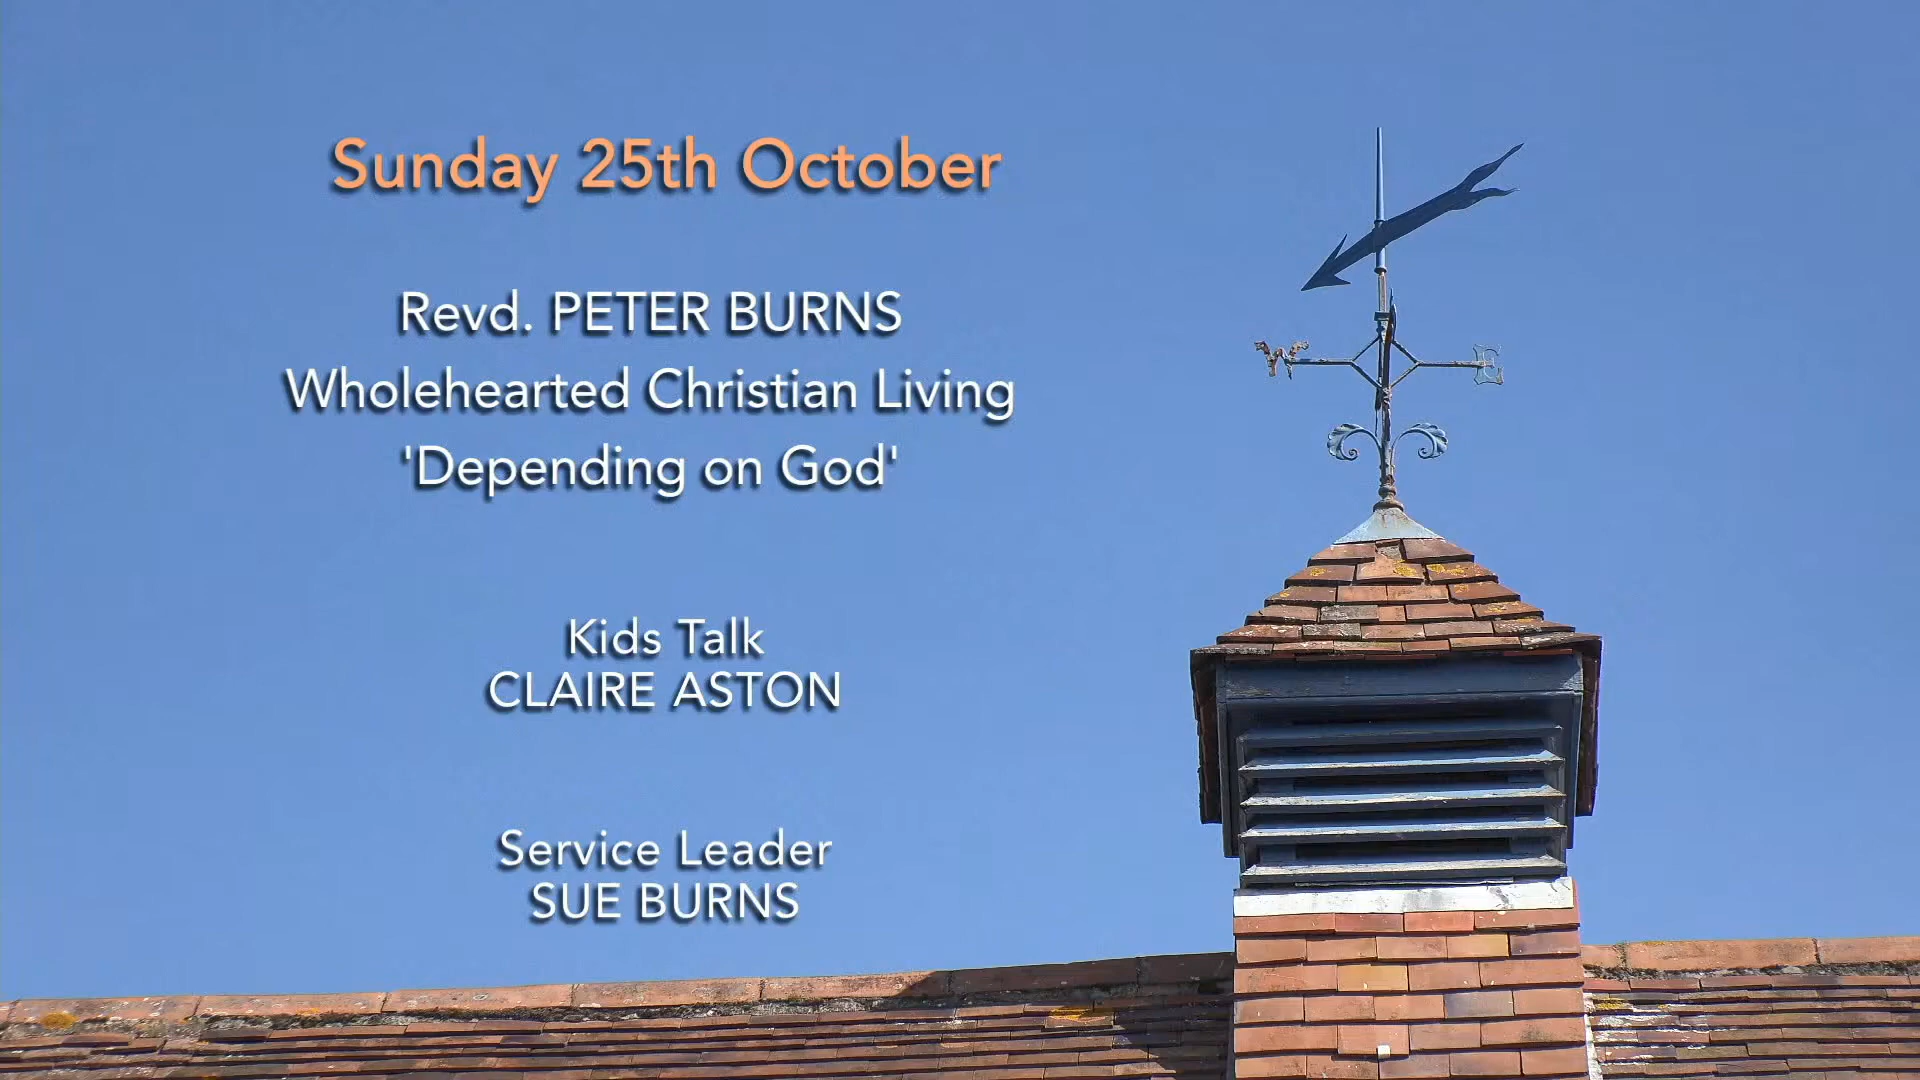 Sunday 25th October
Revd. PETER BURNS
Wholehearted Christian Living
'Depending on God'
Kids Talk
CLAIRE ASTON
Service Leader
SUE BURNS
W E